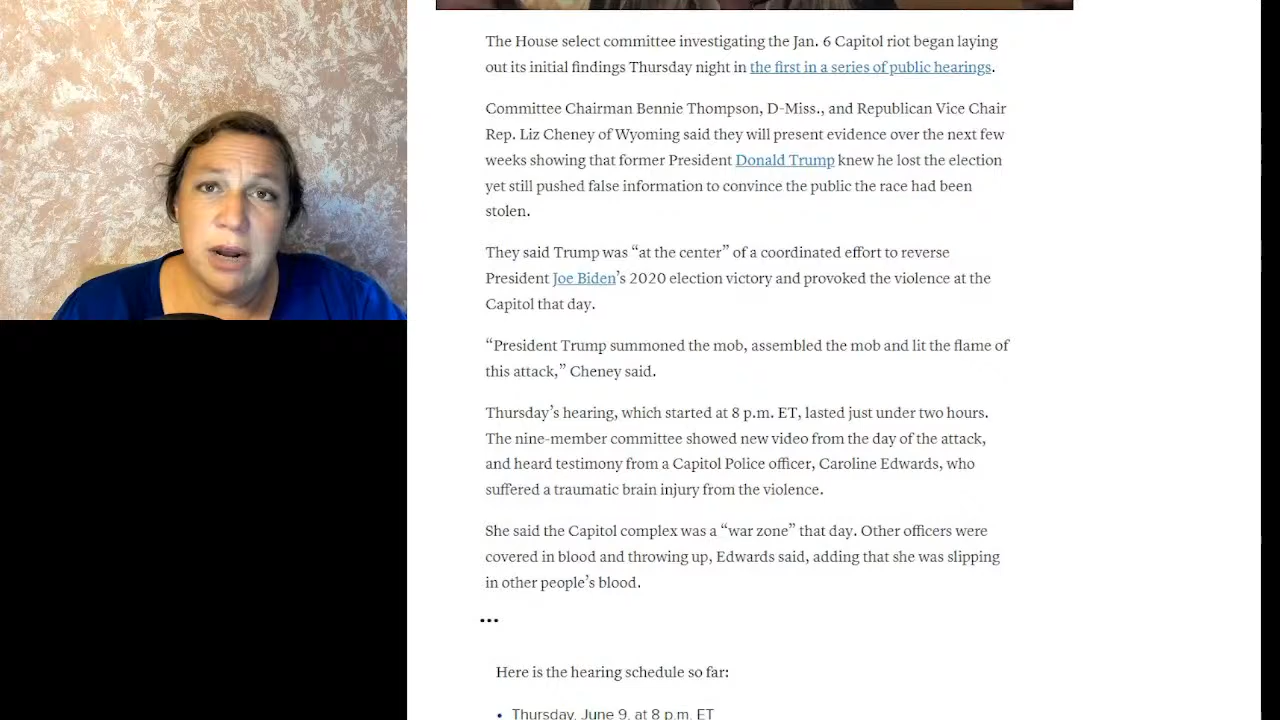 The House select committee investigating the Jan. 6 Capitol riot began laying
out its initial findings Thursday night in the first in a series of public hearings.
Committee Chairman Bennie Thompson, D-Miss., and Republican Vice Chair
Rep. Liz Cheney of Wyoming said they will present evidence over the next few
weeks showing that former President Donald Trump knew he lost the election
yet still pushed false information to convince the public the race had been
stolen.
They said Trump was “at the center” of a coordinated effort to reverse
President Joe Biden’s 2020 election victory and provoked the violence at the
Capitol that day.
“President Trump summoned the mob, assembled the mob and lit the flame of
this attack,” Cheney said.
Thursday’s hearing, which started at 8 p.m. ET, lasted just under two hours.
The nine-member committee showed new video from the day of the attack,
and heard testimony from a Capitol Police officer, Caroline Edwards, who
suffered a traumatic brain injury from the violence.
She said the Capitol complex was a “war zone” that day. Other officers were
covered in blood and throwing up, Edwards said, adding that she was slipping
in other people’s blood.
...
Here is the hearing schedule so far:
• Thursday, June 9, at 8 p.m. ET